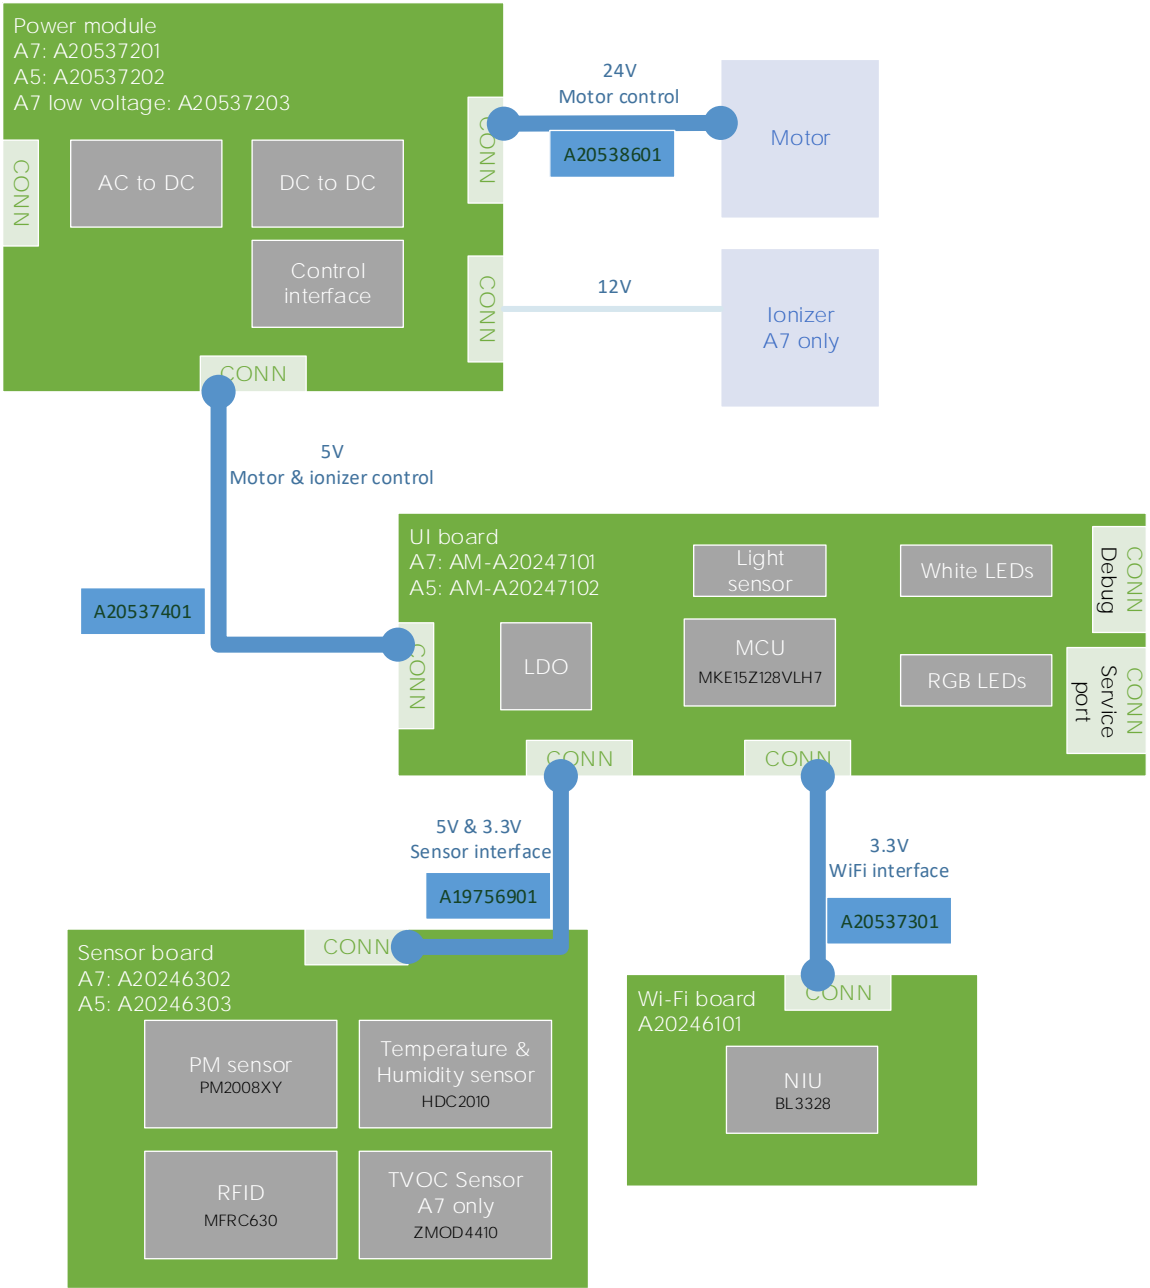 Power module
A7: A20537201
A5: A20537202
A7 low voltage: A20537203
CONN
AC to DC
DC to DC
Control
interface
CONN
CONN
CONN
24V
Motor control
A20538601
Motor
12V
Ionizer
A7 only
5V
Motor & ionizer control
A20537401
UI board
A7: AM-A20247101
A5: AM-A20247102
Light
sensor
White LEDs
CONN
Debug
CONN
LDO
MCU
MKE15Z128VLH7
RGB LEDs
CONN
Service
port
CONN
CONN
5V & 3.3V
Sensor interface
A19756901
3.3V
WiFi interface
A20537301
Sensor board
A7: A20246302
A5: A20246303
CONN
PM sensor
PM2008XY
Temperature &
Humidity sensor
HDC2010
RFID
MFRC630
TVOC Sensor
A7 only
ZMOD4410
Wi-Fi board
A20246101
CONN
NIU
BL3328